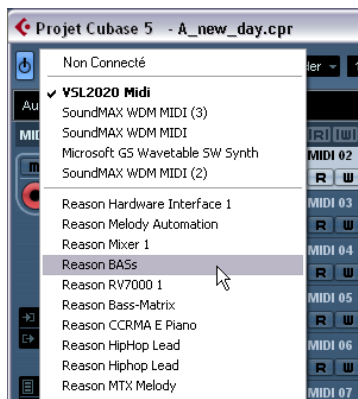 Projet Cubase 5 - A_new_day.cpr
Non Connecté
VSL2020 Midi
SoundMAX WDM MIDI (3)
SoundMAX WDM MIDI
Microsoft GS Wavetable SW Synth
SoundMAX WDM MIDI (2)
Reason Hardware Interface 1
Reason Melody Automation
Reason Mixer 1
Reason BASs
Reason RV7000 1
Reason Bass-Matrix
Reason CCRMA E Piano
Reason HipHop Lead
Reason Hiphop Lead
Reason MTX Melody
Au
MI
m
der
R W
MIDI 02
R W
MIDI 03
R W
MIDI 04
R W
MIDI 05
R W
MIDI 06
R W
MIDI 07